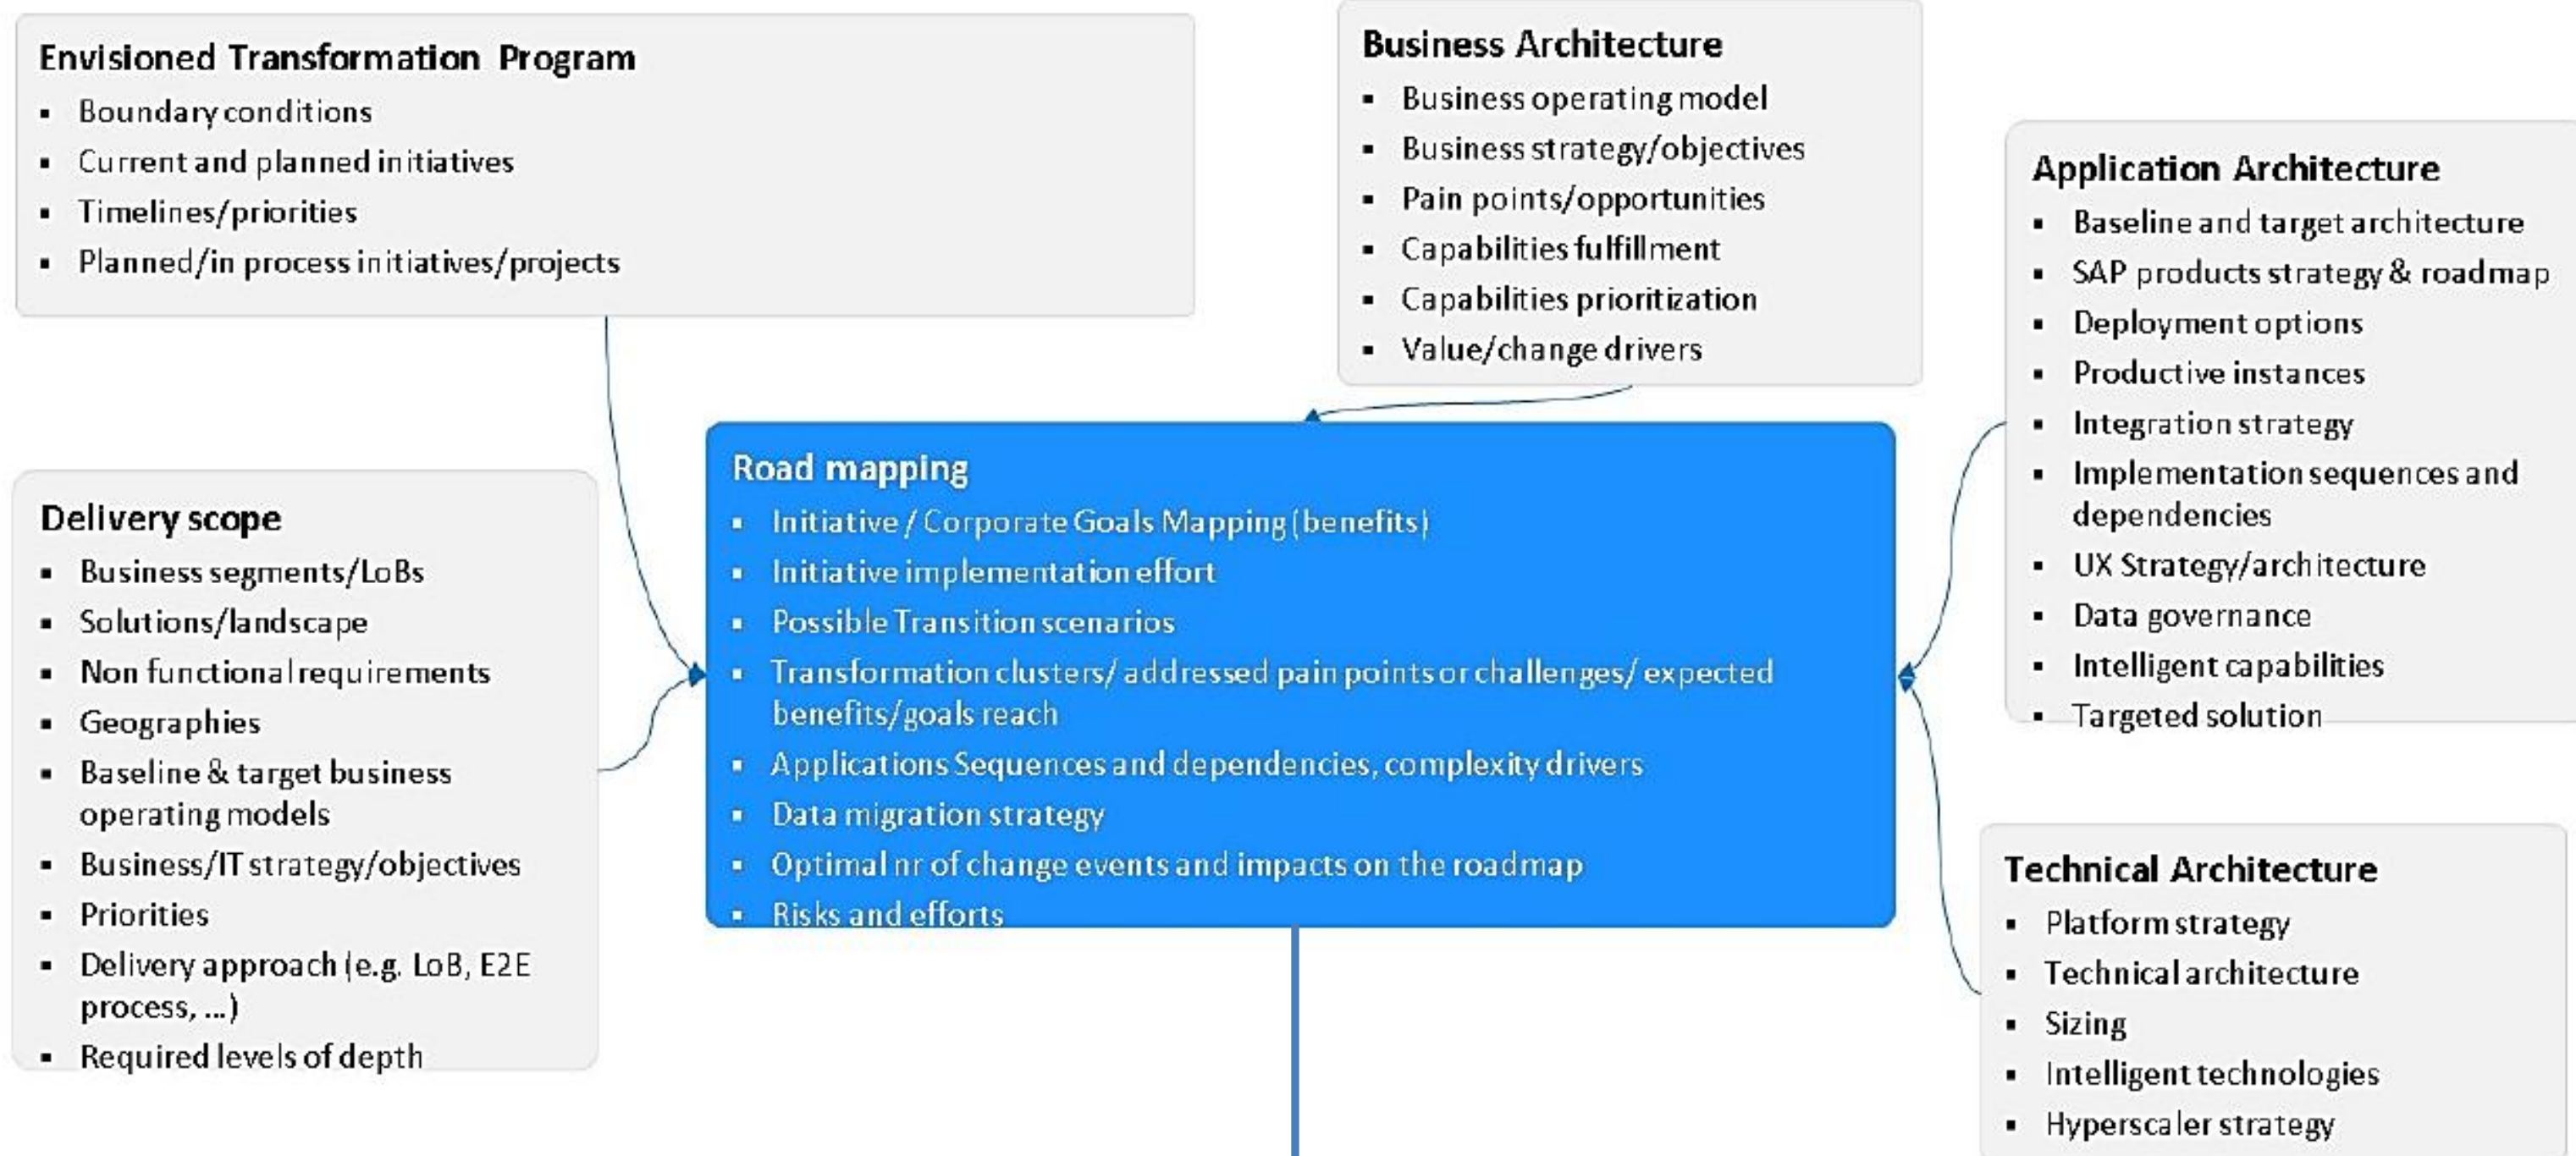 Envisioned Transformation Program
▪ Boundary conditions
▪ Current and planned initiatives
▪ Timelines/priorities
▪ Planned/in process initiatives/projects
Business Architecture
▪ Business operating model
▪ Business strategy/objectives
▪ Pain points/opportunities
▪ Capabilities fulfillment
▪ Capabilities prioritization
▪ Value/change drivers
Application Architecture
▪ Baseline and target architecture
▪ SAP products strategy & roadmap
▪ Deployment options
▪ Productive instances
▪ Integration strategy
▪ Implementation sequences and
dependencies
▪ UX Strategy/architecture
▪ Data governance
▪ Intelligent capabilities
▪ Targeted solution
Delivery scope
▪ Business segments/LoBs
▪ Solutions/landscape
▪ Non functional requirements
▪ Geographies
▪ Baseline & target business
operating models
▪ Business/IT strategy/objectives
▪ Priorities
▪ Delivery approach (e.g. LoB, E2E
process, ...)
▪ Required levels of depth
Road mapping
▪ Initiative / Corporate Goals Mapping (benefits)
▪ Initiative implementation effort
▪ Possible Transition scenarios
▪ Transformation clusters/ addressed pain points or challenges/ expected
benefits/goals reach
▪ Applications Sequences and dependencies, complexity drivers
▪ Data migration strategy
▪ Optimal nr of change events and impacts on the roadmap
▪ Risks and efforts
Technical Architecture
▪ Platform strategy
▪ Technical architecture
▪ Sizing
▪ Intelligent technologies
▪ Hyperscaler strategy